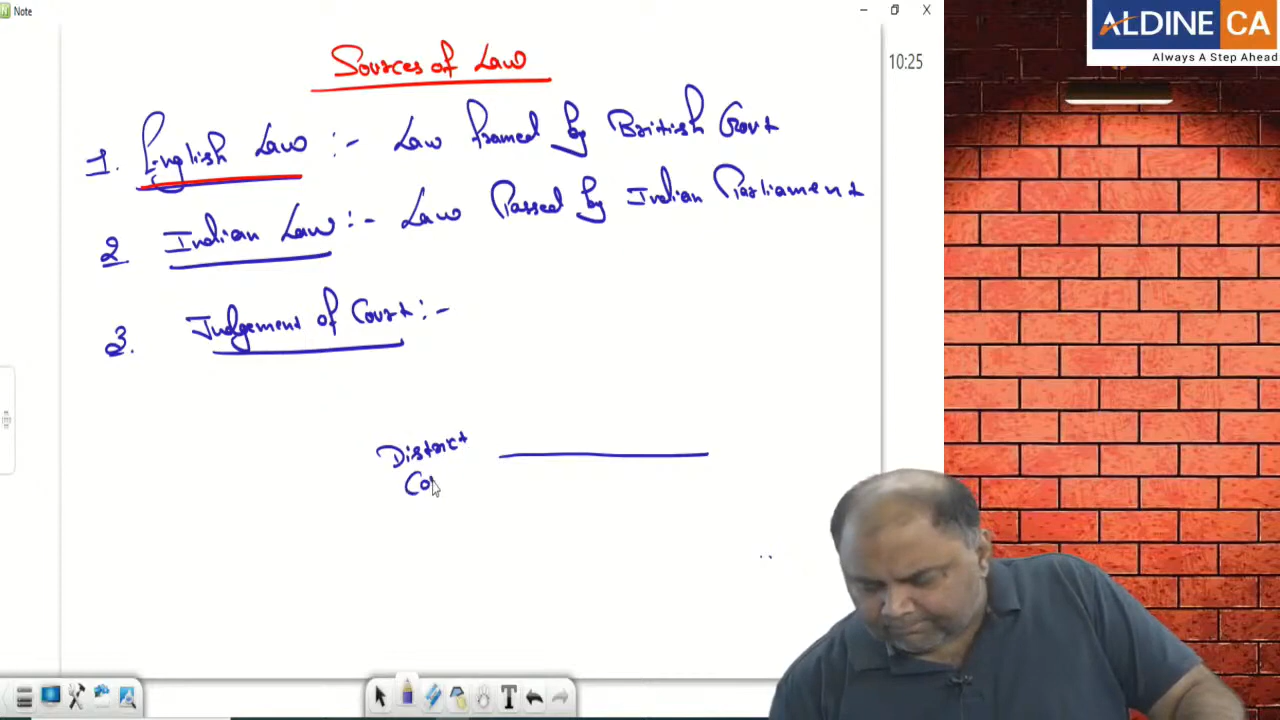 Note
ALDINE CA
Always A Step Ahead
10:25
Sources of Law
1. English Law :- Law framed by British Govt
2 Indian Law :- Law Passed by Indian Parliament
3. Judgement of Court :-
District
Co
T